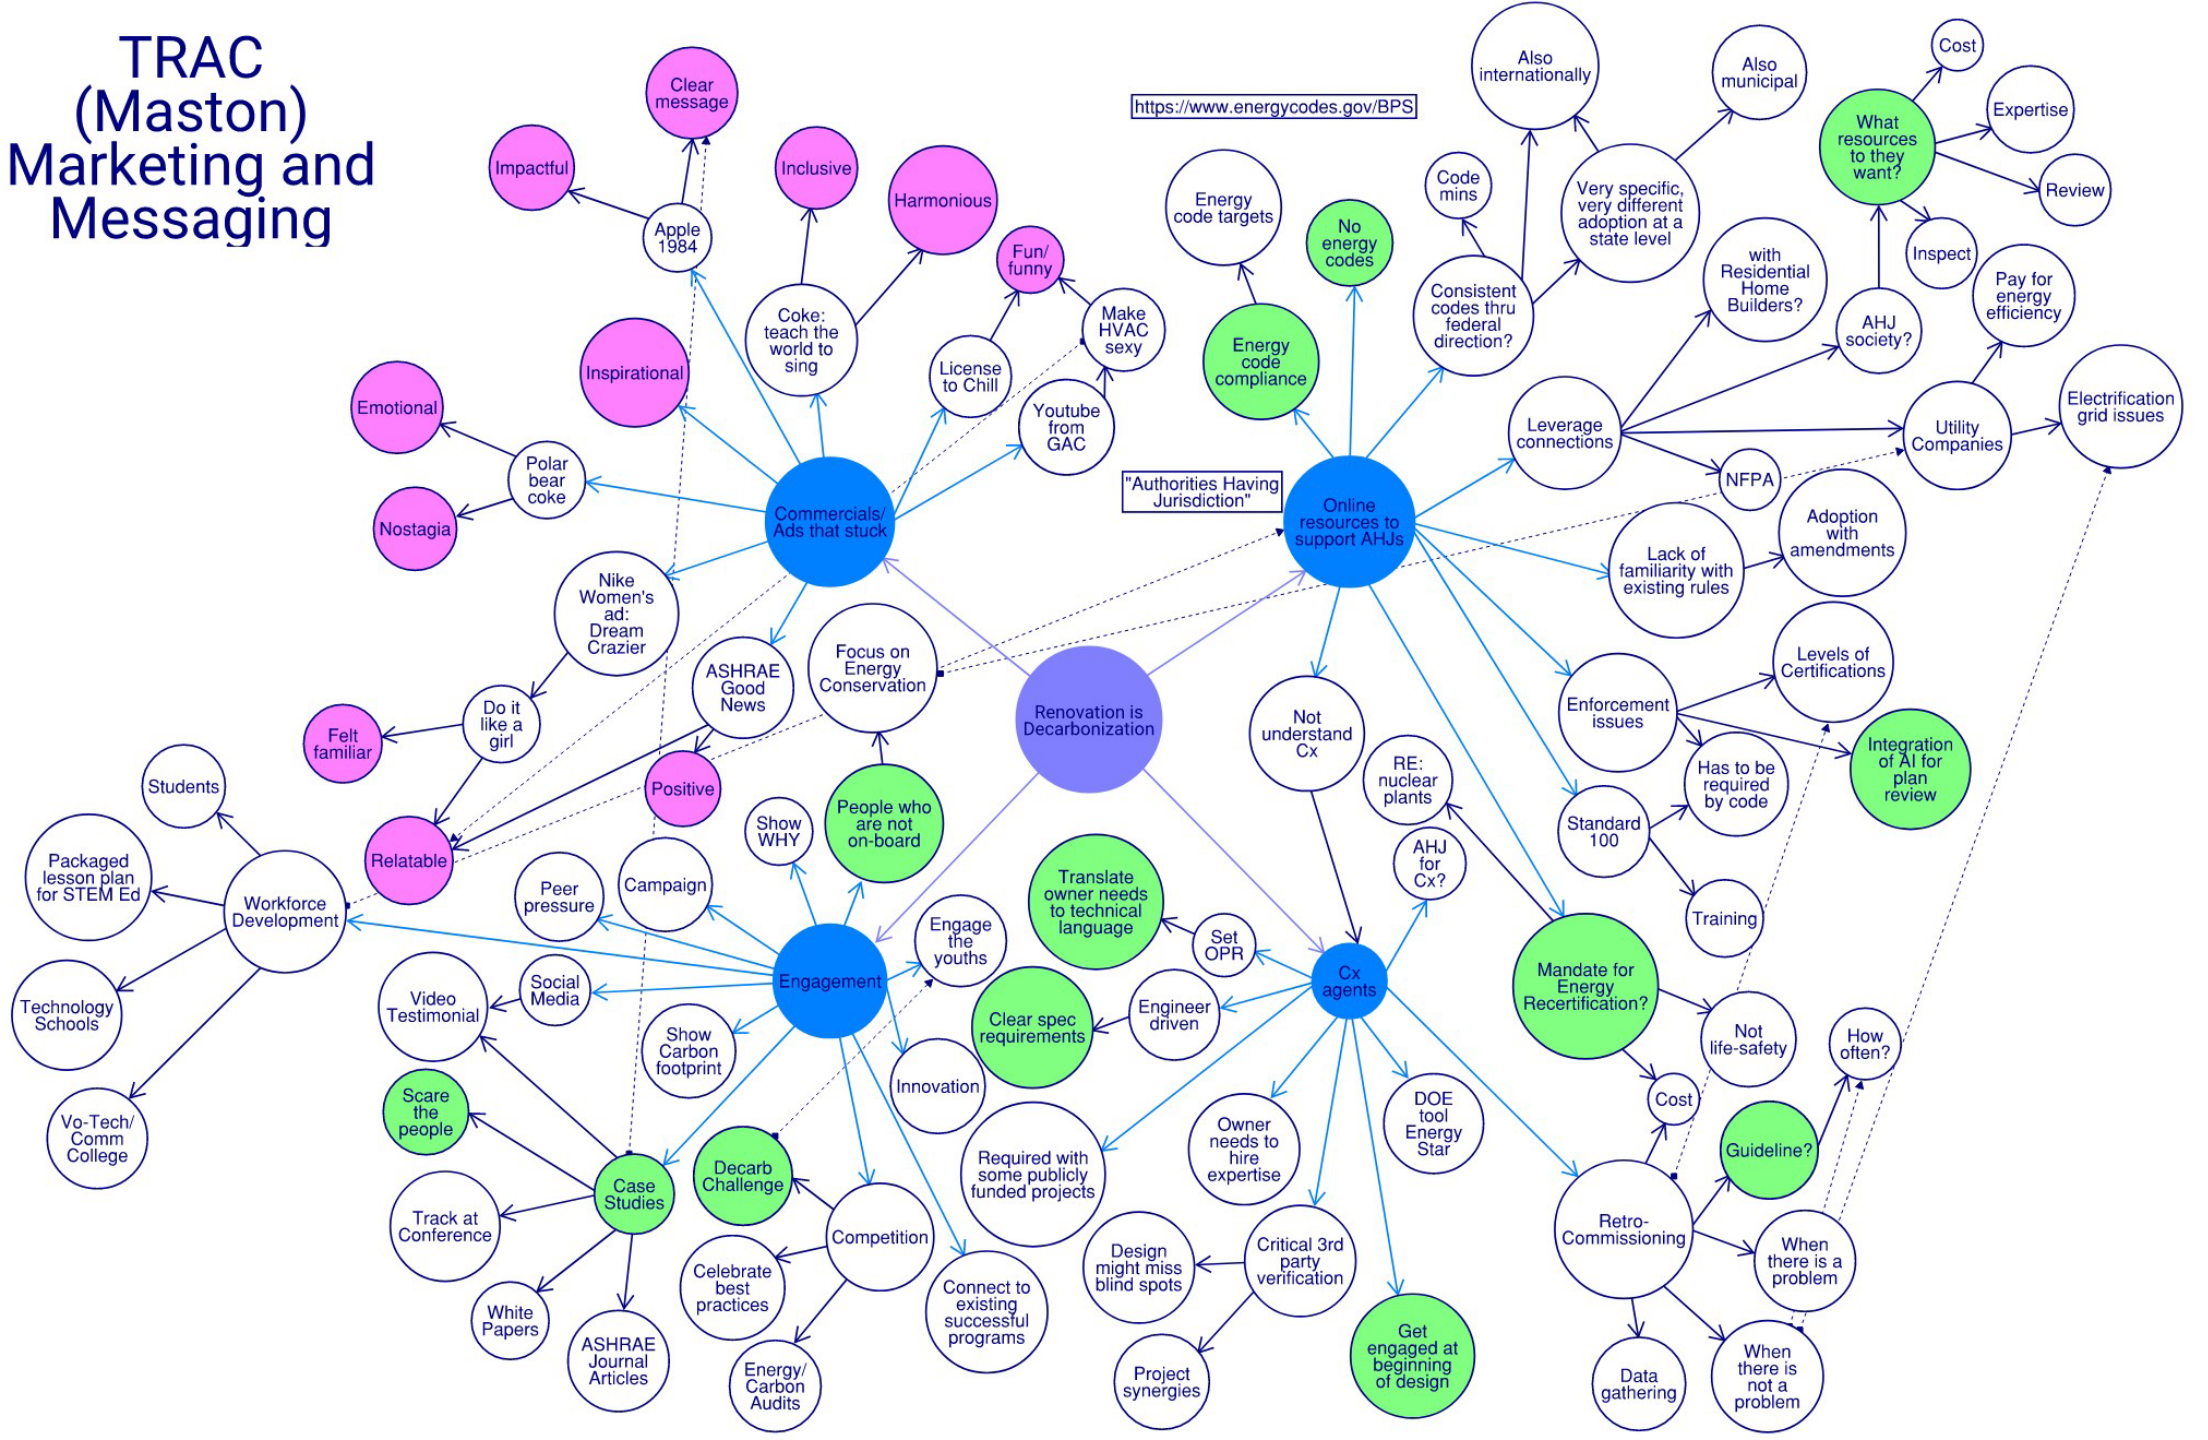 TRAC
(Maston)
Marketing and
Messaging
Clear
message
Impactful
Apple
1984
Inclusive
Harmonious
Fun/
funny
Coke:
teach the
world to
sing
Make
HVAC
sexy
License
to Chill
Youtube
from
GAC
Inspirational
Emotional
Polar
bear
coke
Nostagia
Commercials/
Ads that stuck
Nike
Women's
ad:
Dream
Crazier
ASHRAE
Good
News
Do it
like a
girl
Felt
familiar
Positive
Relatable
https://www.energycodes.gov/BPS
Energy
code targets
No
energy
codes
Energy
code
compliance
Code
mins
Also
internationally
Also
municipal
Very specific,
very different
adoption at a
state level
Consistent
codes thru
federal
direction?
What
resources
to they
want?
Cost
Expertise
Review
Inspect
with
Residential
Home
Builders?
AHJ
society?
Pay for
energy
efficiency
Electrification
grid issues
Leverage
connections
Utility
Companies
NFPA
"Authorities Having
Jurisdiction"
Online
resources to
support AHJs
Lack of
familiarity with
existing rules
Adoption
with
amendments
Enforcement
issues
Levels of
Certifications
Integration
of AI for
plan
review
Has to be
required
by code
Standard
100
Training
Not
understand
Cx
RE:
nuclear
plants
Mandate for
Energy
Recertification?
Not
life-safety
Cost
Focus on
Energy
Conservation
Renovation is
Decarbonization
People who
are not
on-board
Show
WHY
Campaign
Peer
pressure
Engage
the
youths
Engagement
Social
Media
Show
Carbon
footprint
Innovation
Students
Packaged
lesson plan
for STEM Ed
Workforce
Development
Technology
Schools
Vo-Tech/
Comm
College
Video
Testimonial
Scare
the
people
Case
Studies
Track at
Conference
White
Papers
ASHRAE
Journal
Articles
Decarb
Challenge
Competition
Celebrate
best
practices
Energy/
Carbon
Audits
Connect to
existing
successful
programs
Translate
owner needs
to technical
language
Set
OPR
AHJ
for
Cx?
Cx
agents
Clear spec
requirements
Engineer
driven
Required with
some publicly
funded projects
Owner
needs to
hire
expertise
DOE
tool
Energy
Star
Critical 3rd
party
verification
Design
might miss
blind spots
Project
synergies
Get
engaged at
beginning
of design
Retro-
Commissioning
Guideline?
How
often?
When
there is a
problem
When
there is
not a
problem
Data
gathering